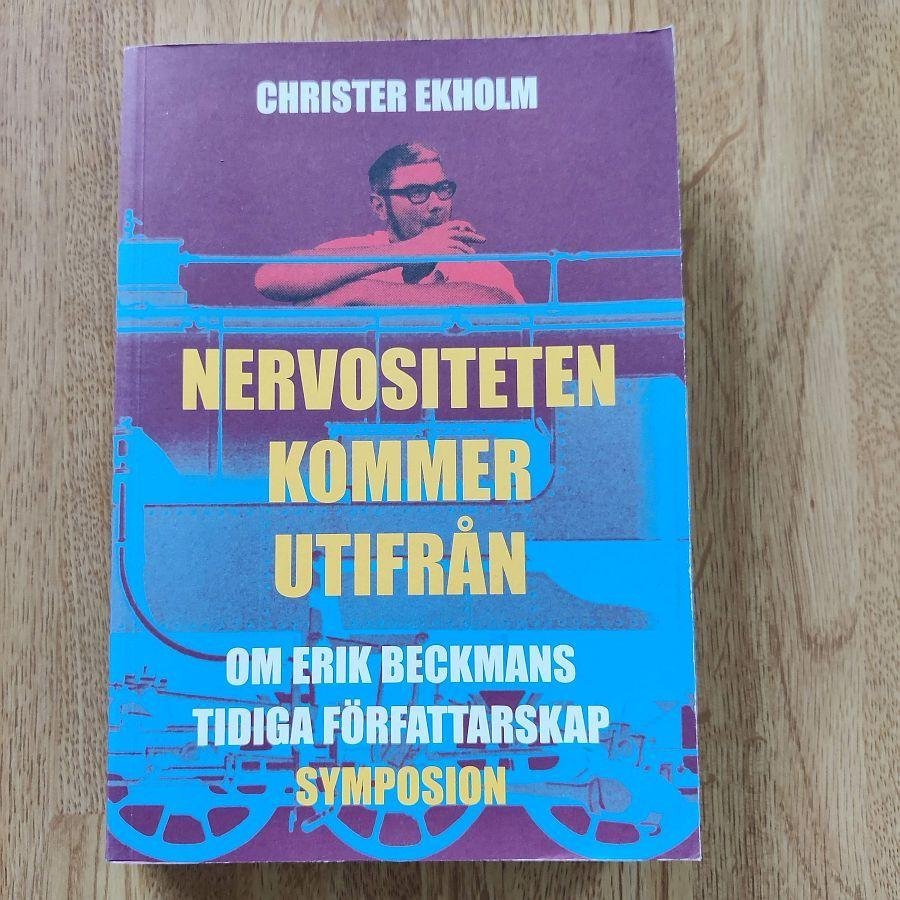 CHRISTER EKHOLM
NERVOSITETEN
KOMMER
UTIFRÅN
OM ERIK BECKMANS
TIDIGA FÖRFATTARSKAP
SYMPOSION